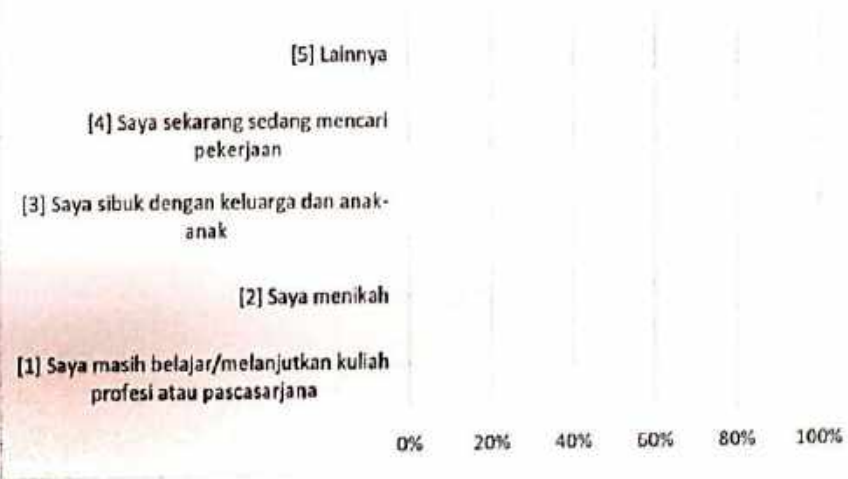 [5] Lainnya
[4] Saya sekarang sedang mencari
pekerjaan
[3] Saya sibuk dengan keluarga dan anak-
anak
[2] Saya menikah
[1] Saya masih belajar/melanjutkan kuliah
profesi atau pascasarjana
0% 20% 40% 60% 80% 100%